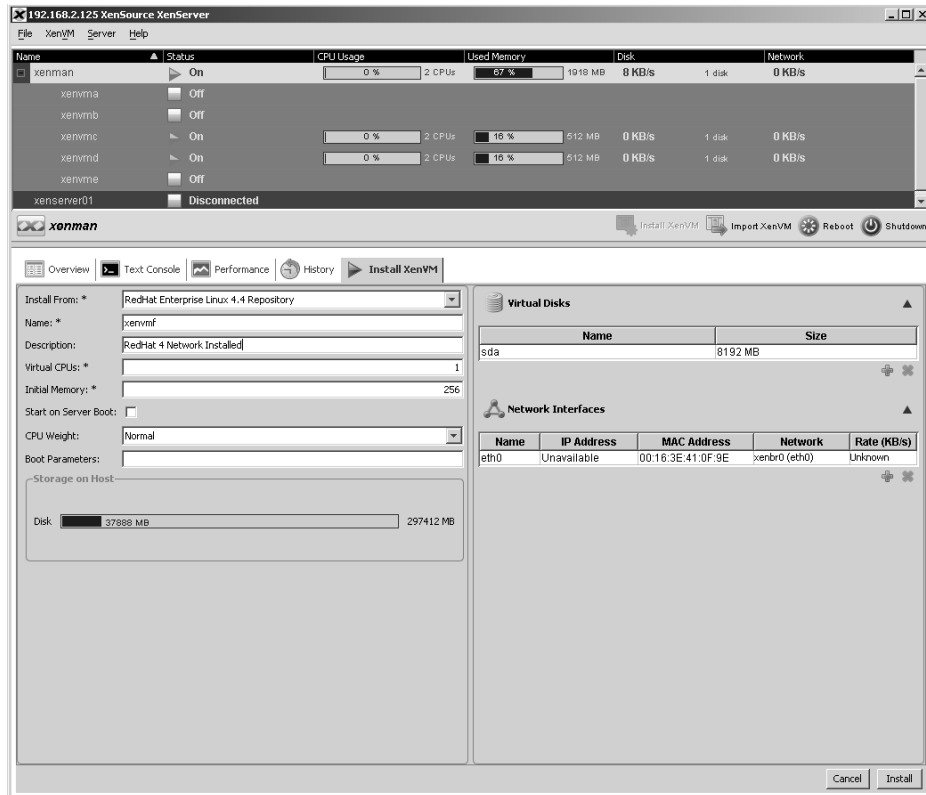 192.168.2.125 XenSource XenServer
File XenVM Server Help
Name Status CPU Usage Used Memory Disk Network
xenman On 0 % 2 CPUs 67 % 1918 MB 8 KB/s 1 disk 0 KB/s
xenvma Off
xenvmb Off
xenvmc On 0 % 2 CPUs 16 % 512 MB 0 KB/s 1 disk 0 KB/s
xenvmd On 0 % 2 CPUs 16 % 512 MB 0 KB/s 1 disk 0 KB/s
xenvme Off
xenserver01 Disconnected
xenman Install XenVM Import XenVM Reboot Shutdown
Overview Text Console Performance History Install XenVM
Install From: * RedHat Enterprise Linux 4.4 Repository
Name: * xenvmf
Description: RedHat 4 Network Installed
Virtual CPUs: * 1
Initial Memory: * 256
Start on Server Boot:
CPU Weight: Normal
Boot Parameters:
Storage on Host
Disk 37888 MB 297412 MB
Virtual Disks
Name Size
sda 8192 MB
Network Interfaces
Name IP Address MAC Address Network Rate (KB/s)
eth0 Unavailable 00:16:3E:41:0F:9E xenbr0 (eth0) Unknown
Cancel Install